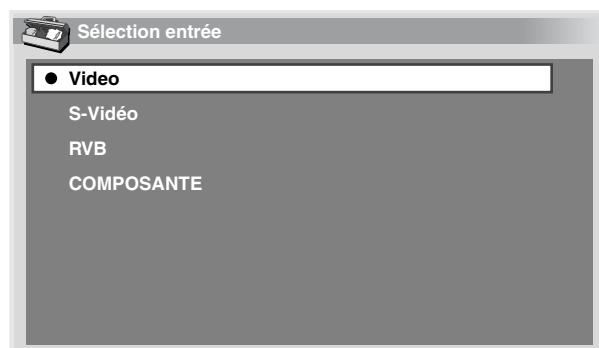 Sélection entrée
Video
S-Vidéo
RVB
COMPOSANTE